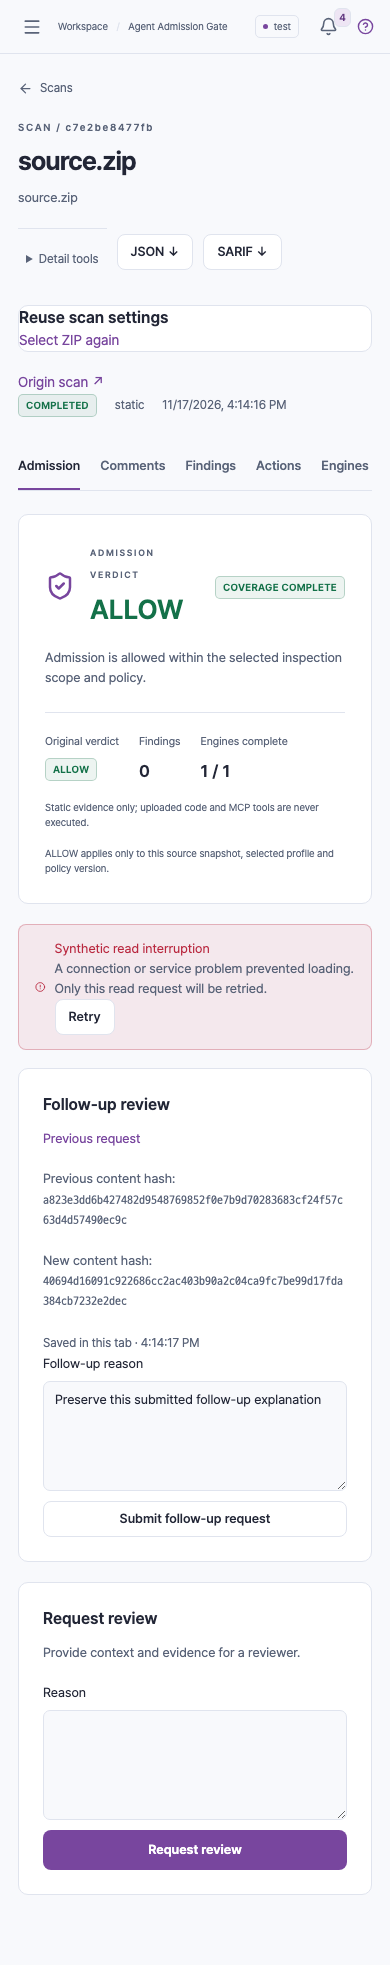 Workspace / Agent Admission Gate
test
4
← Scans
SCAN / c7e2be8477fb
source.zip
source.zip
▶ Detail tools
JSON ↓
SARIF ↓
Reuse scan settings
Select ZIP again
Origin scan ↗
COMPLETED static 11/17/2026, 4:14:16 PM
Admission Comments Findings Actions Engines
ADMISSION
VERDICT
ALLOW
COVERAGE COMPLETE
Admission is allowed within the selected inspection
scope and policy.
Original verdict Findings Engines complete
ALLOW 0 1 / 1
Static evidence only; uploaded code and MCP tools are never
executed.
ALLOW applies only to this source snapshot, selected profile and
policy version.
Synthetic read interruption
A connection or service problem prevented loading.
Only this read request will be retried.
Retry
Follow-up review
Previous request
Previous content hash:
a823e3dd6b427482d9548769852f0e7b9d70283683cf24f57c
63d4d57490ec9c
New content hash:
40694d16091c922686cc2ac403b90a2c04ca9fc7be99d17fda
384cb7232e2dec
Saved in this tab · 4:14:17 PM
Follow-up reason
Preserve this submitted follow-up explanation
Submit follow-up request
Request review
Provide context and evidence for a reviewer.
Reason
Request review